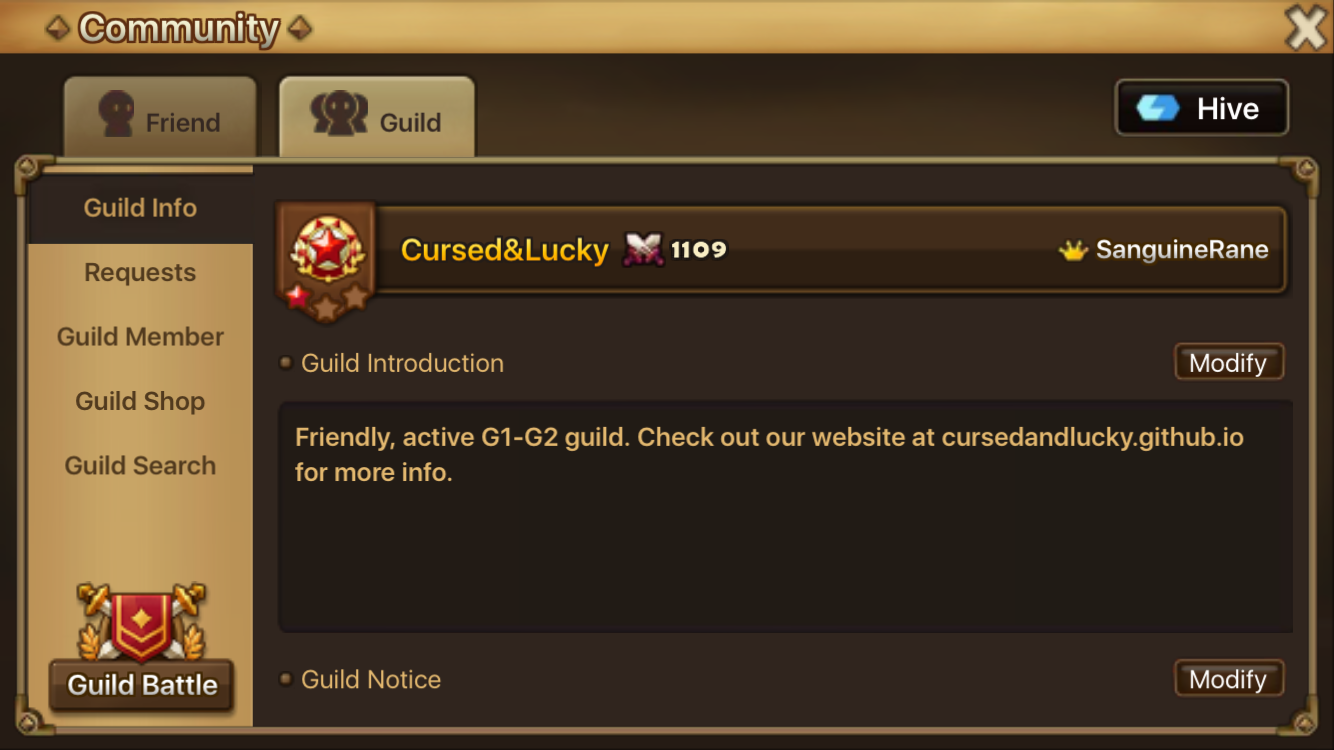 Community
Friend
Guild
Hive
Guild Info
Requests
Guild Member
Guild Shop
Guild Search
Guild Battle
Cursed&Lucky 1109 SanguineRane
Guild Introduction Modify
Friendly, active G1-G2 guild. Check out our website at cursedandlucky.github.io
for more info.
Guild Notice Modify